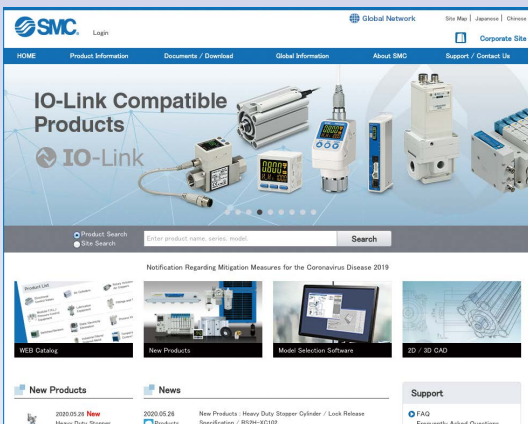 SMC.
Login
Global Network
Site Map | Japanese | Chinese
Corporate Site
HOME
Product Information
Documents / Download
Global Information
About SMC
Support / Contact Us
IO-Link Compatible
Products
IO-Link
Product Search
Site Search
Enter product name, series, model.
Search
Notification Regarding Mitigation Measures for the Coronavirus Disease 2019
Product List
WEB Catalog
New Products
Model Selection Software
2D / 3D CAD
New Products
News
Support
2020.05.26 New
Heavy Duty Stopper
2020.05.26
Products
New Products : Heavy Duty Stopper Cylinder / Lock Release
Specification / RS2H-XC102
FAQ
Frequently Asked Questions